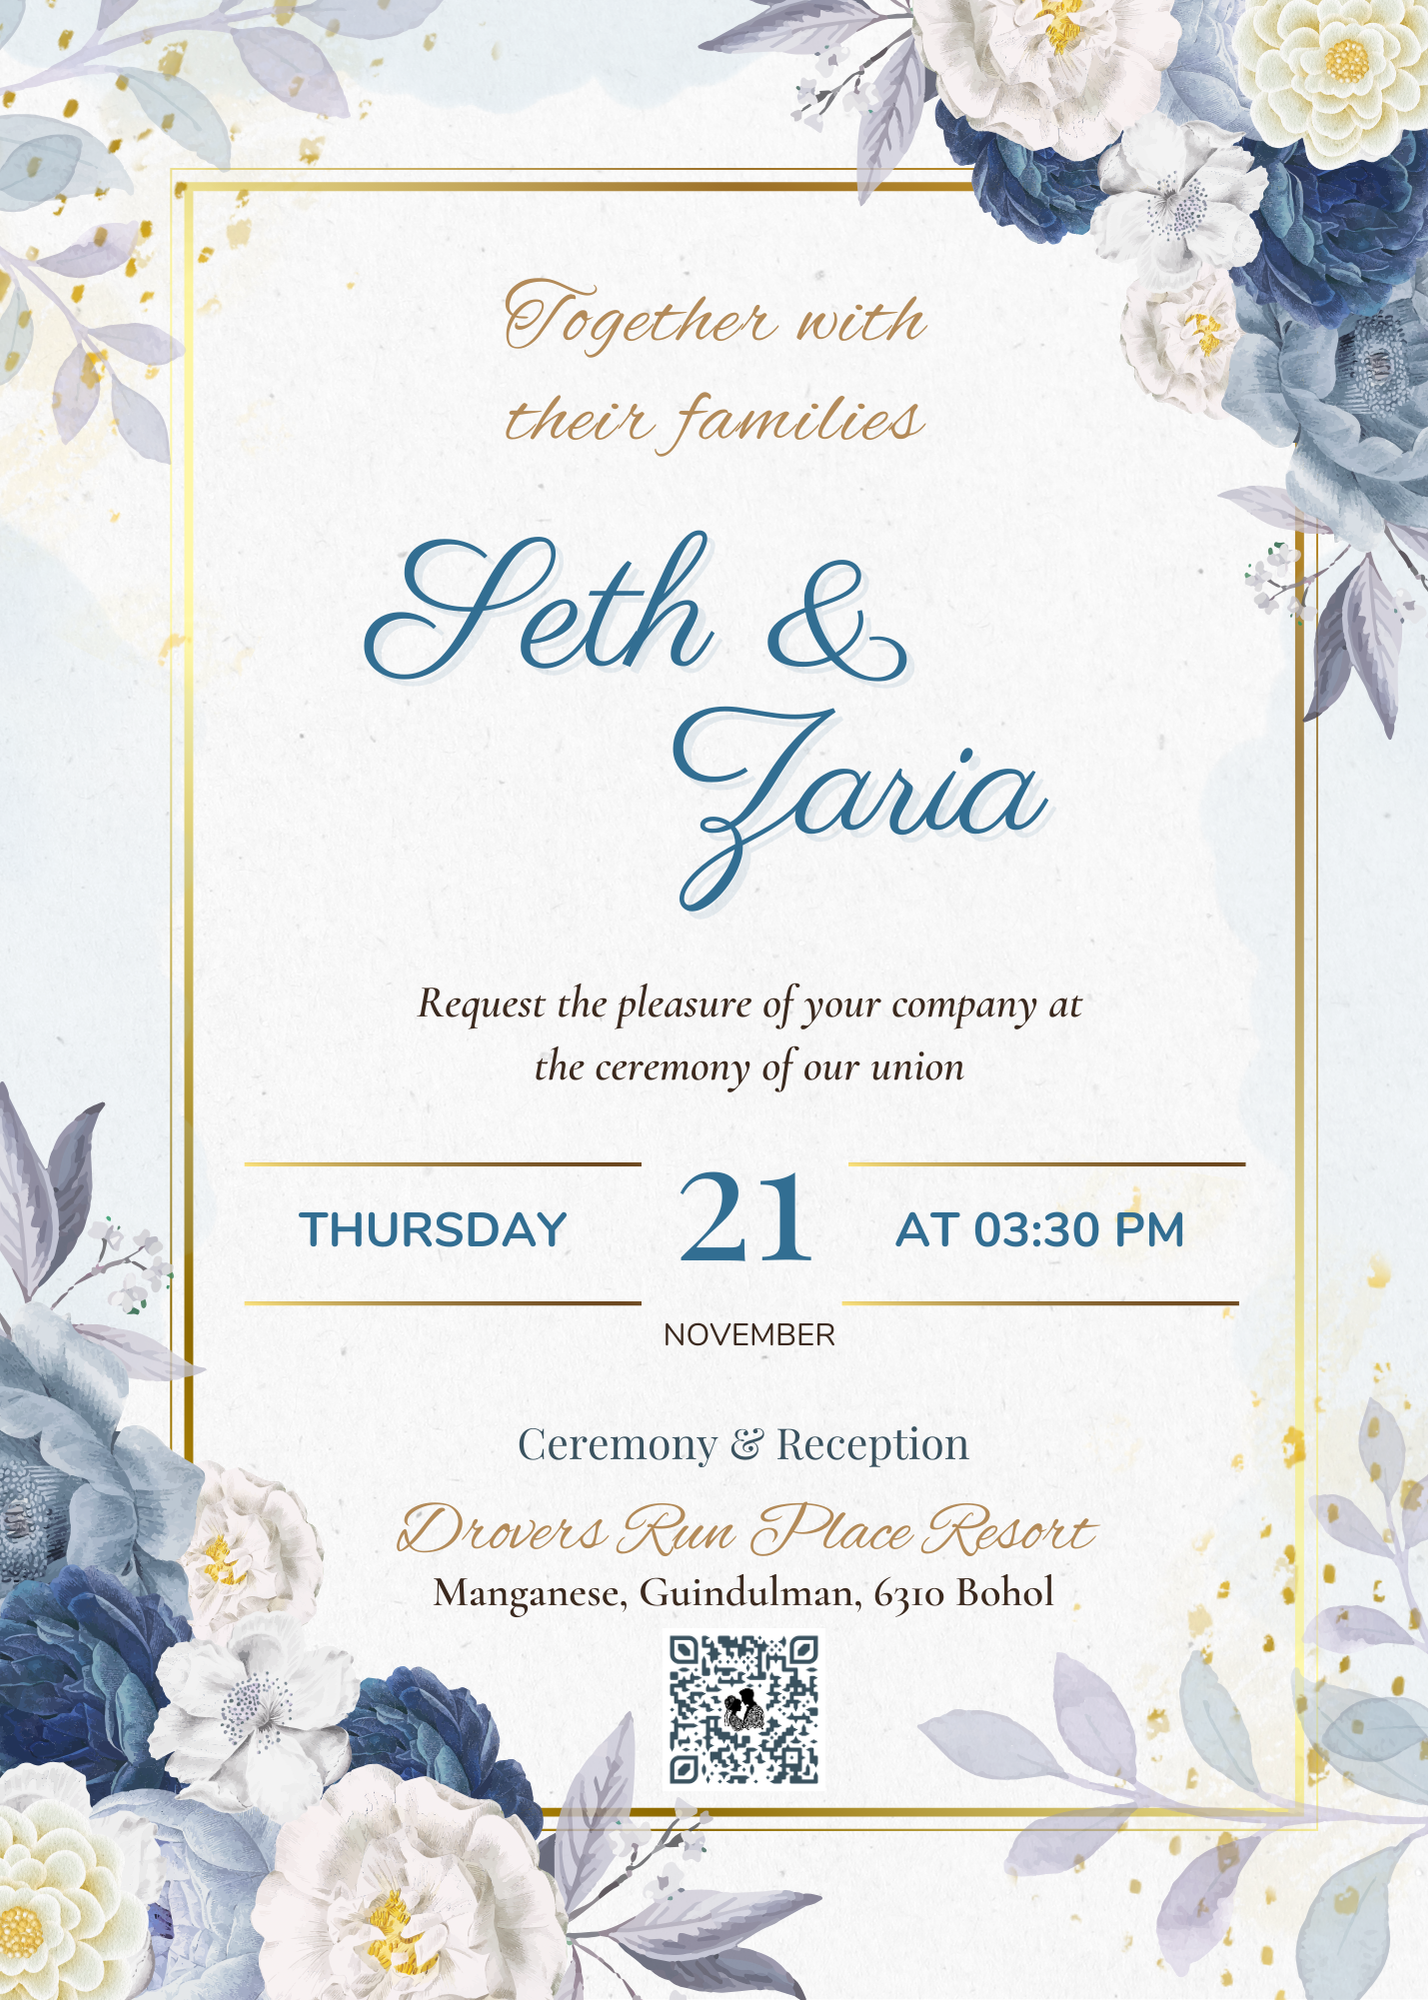 Together with
their families
Seth &
Zaria
Request the pleasure of your company at
the ceremony of our union
THURSDAY
21
AT 03:30 PM
NOVEMBER
Ceremony & Reception
Drovers Run Place Resort
Manganese, Guindulman, 6310 Bohol